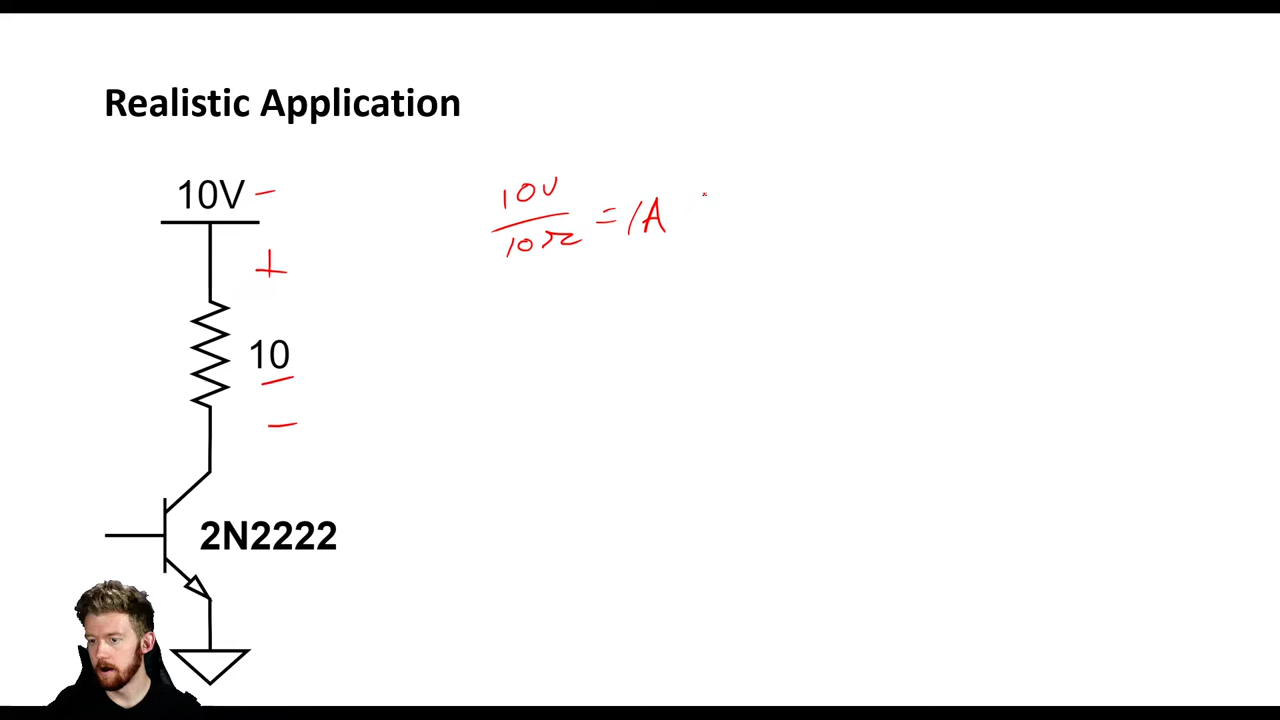 Realistic Application
10V
10V
10Ω
= 1A
+
10
-
2N2222